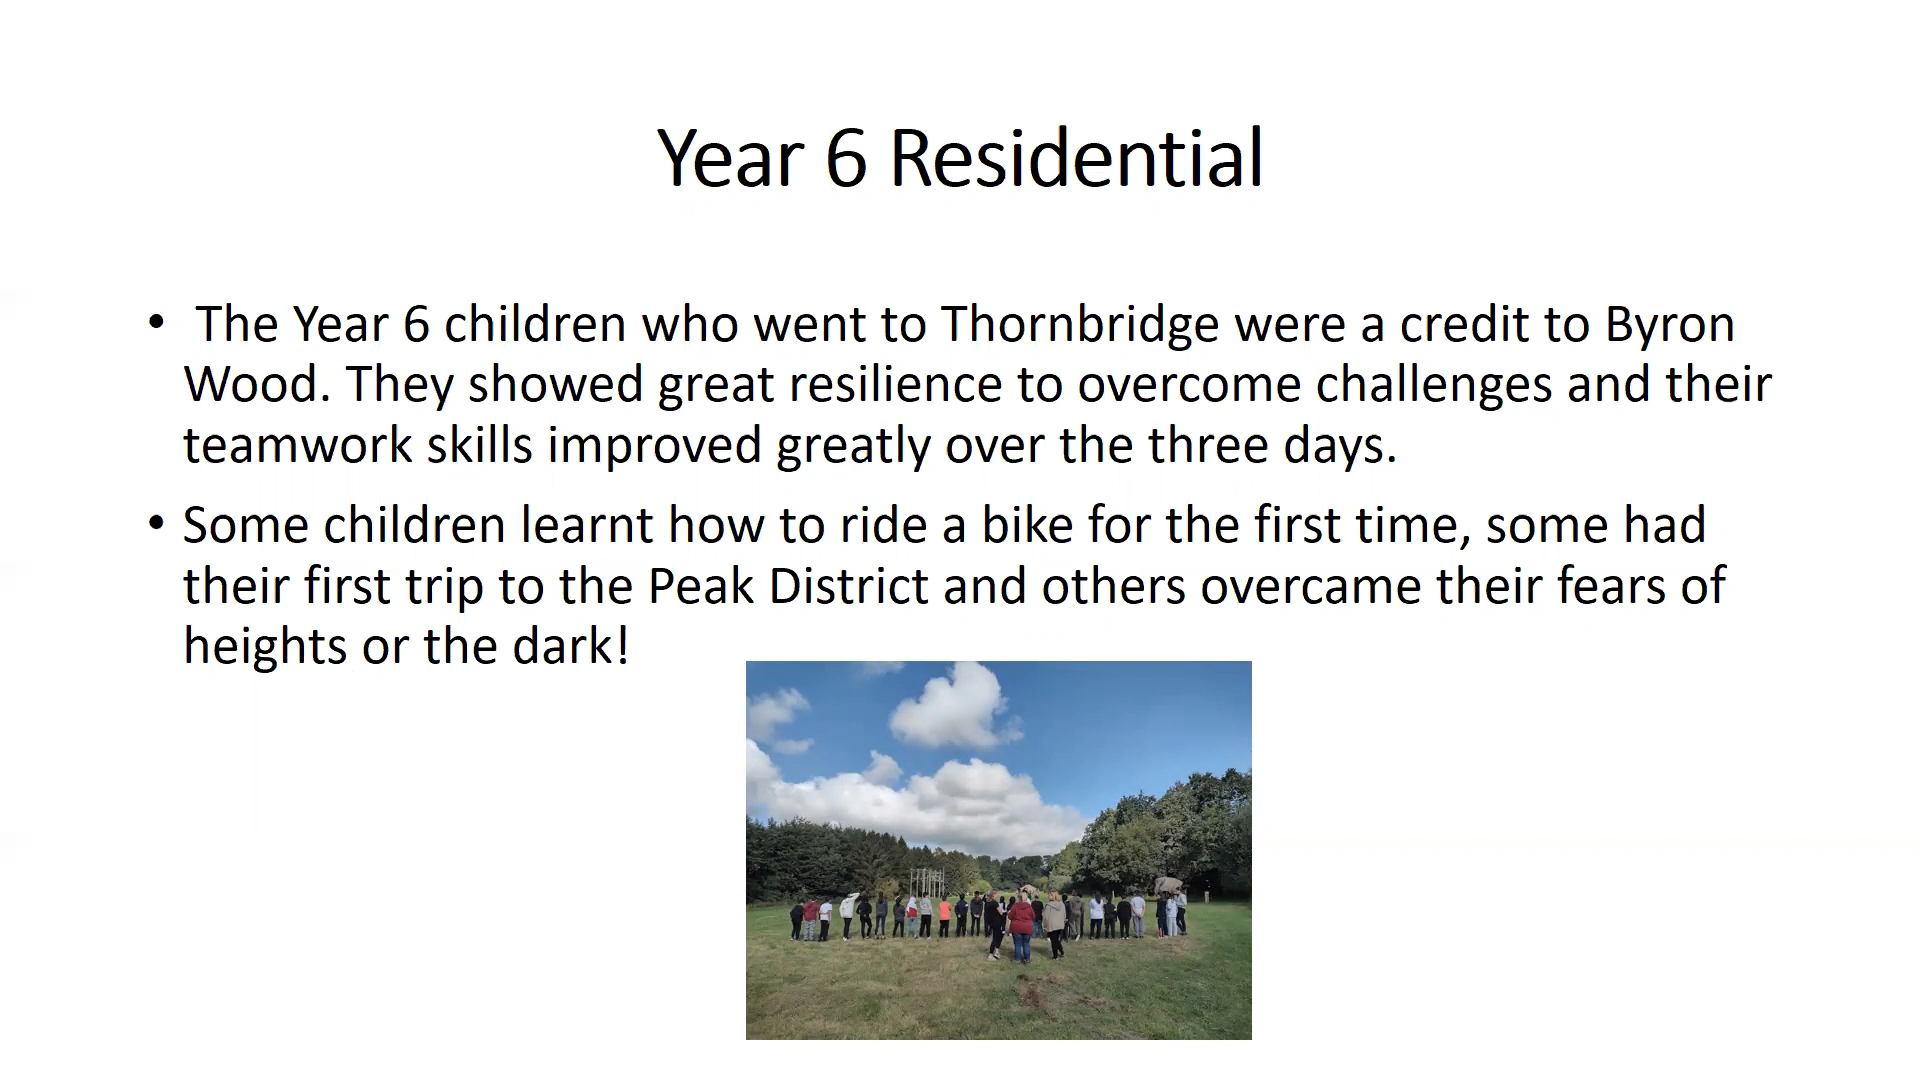 Year 6 Residential
• The Year 6 children who went to Thornbridge were a credit to Byron
Wood. They showed great resilience to overcome challenges and their
teamwork skills improved greatly over the three days.
• Some children learnt how to ride a bike for the first time, some had
their first trip to the Peak District and others overcame their fears of
heights or the dark!